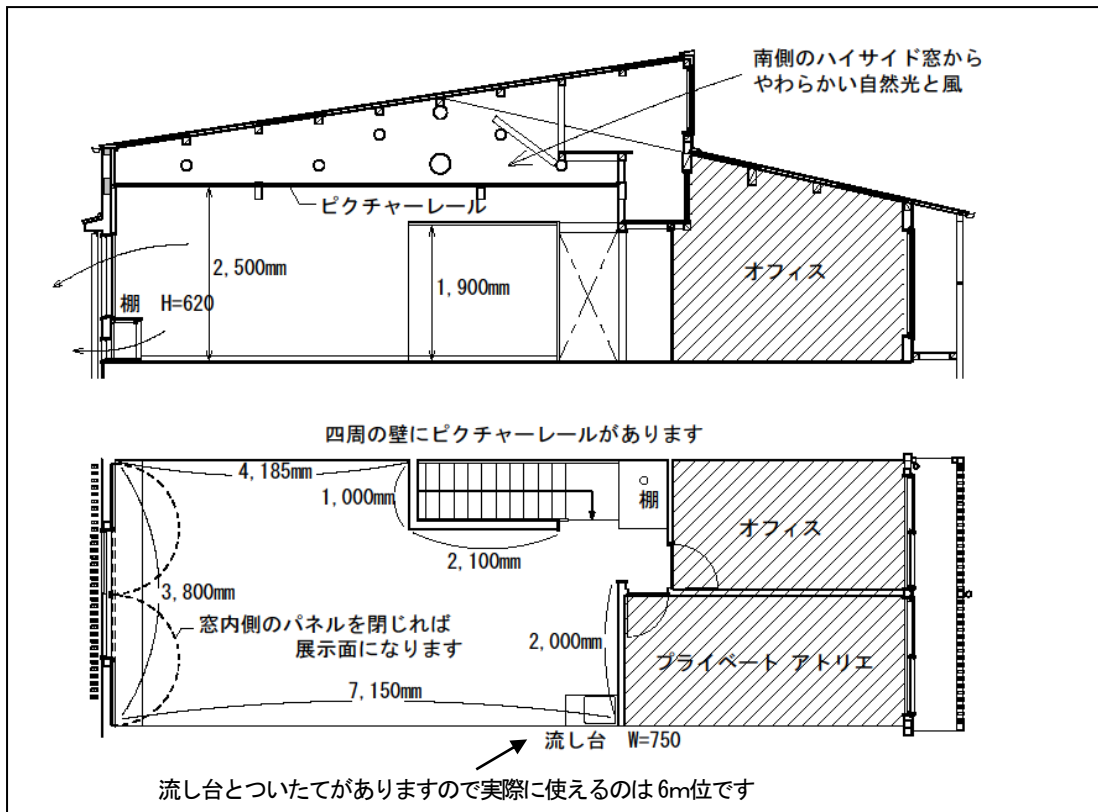 南側のハイサイド窓から
やわらかい自然光と風
ピクチャーレール
2,500mm
1,900mm
オフィス
棚 H=620
四周の壁にピクチャーレールがあります
4,185mm
1,000mm
棚
オフィス
2,100mm
3,800mm
窓内側のパネルを閉じれば
展示面になります
2,000mm
プライベート アトリエ
7,150mm
流し台 W=750
流し台とついたてがありますので実際に使えるのは6m位です